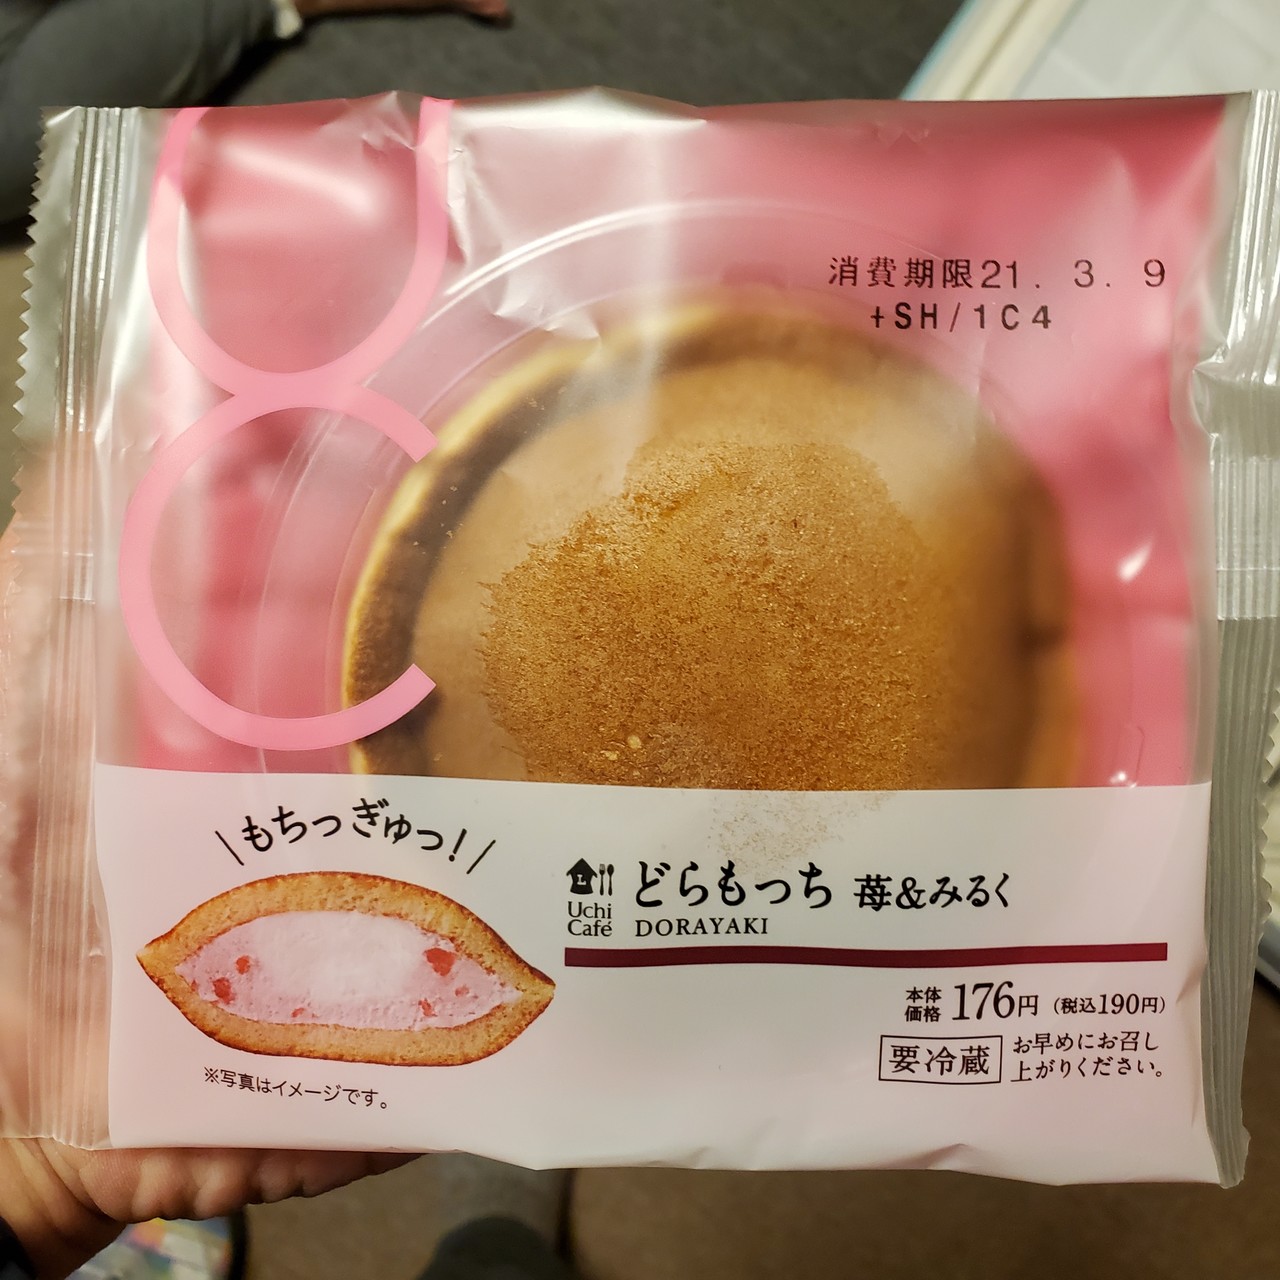 消費期限21. 3. 9
+SH/1C4
もちっぎゅっ!
Uchi
Café
どらもっち 苺&みるく
DORAYAKI
本体
価格 176円 (税込190円)
要冷蔵
お早めにお召し
上がりください。
※写真はイメージです。